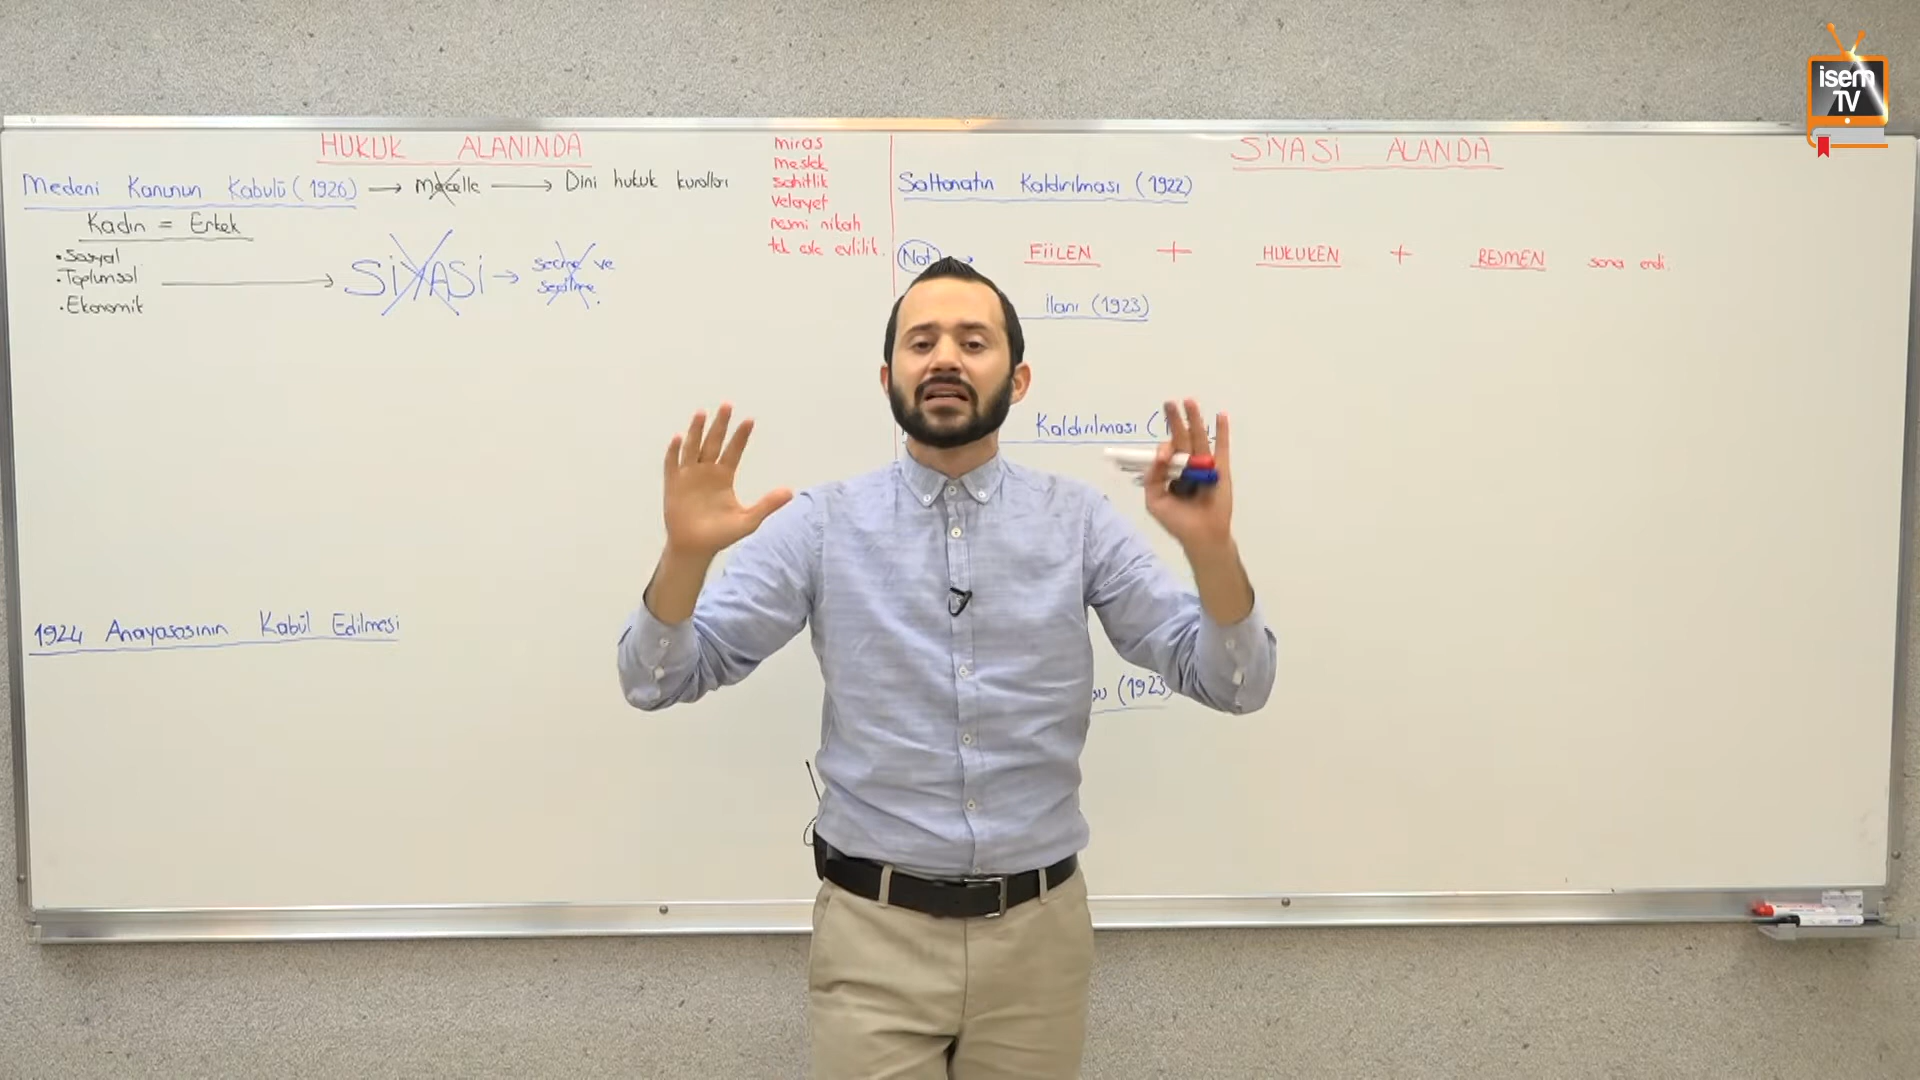 isem
TV
HUKUK ALANINDA
Medeni Kanunun Kabulü (1926) → Mecelle → Dini hukuk kuralları
Kadın = Erkek
• Sosyal
• Toplumsal
• Ekonomik
→ SİYASİ → seçme ve
seçilme.
miras
meslek
şahitlik
velayet
resmi nikah
tek eşle evlilik.
1924 Anayasasının Kabül Edilmesi
SİYASİ ALANDA
Saltanatın Kaldırılması (1922)
Not → FİİLEN + HUKUKEN + RESMEN sona erdi.
İlanı (1923)
Kaldırılması (
(1923)